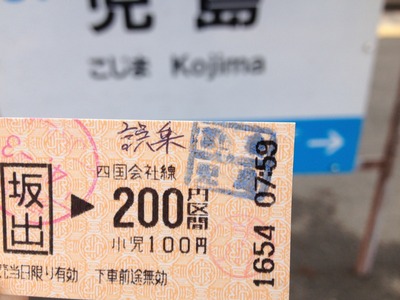 児島
こじま Kojima
誤乗
四国会社線
坂出 ▶ 200円区間
小児100円
発売当日限り有効 下車前途無効
1654 07-59